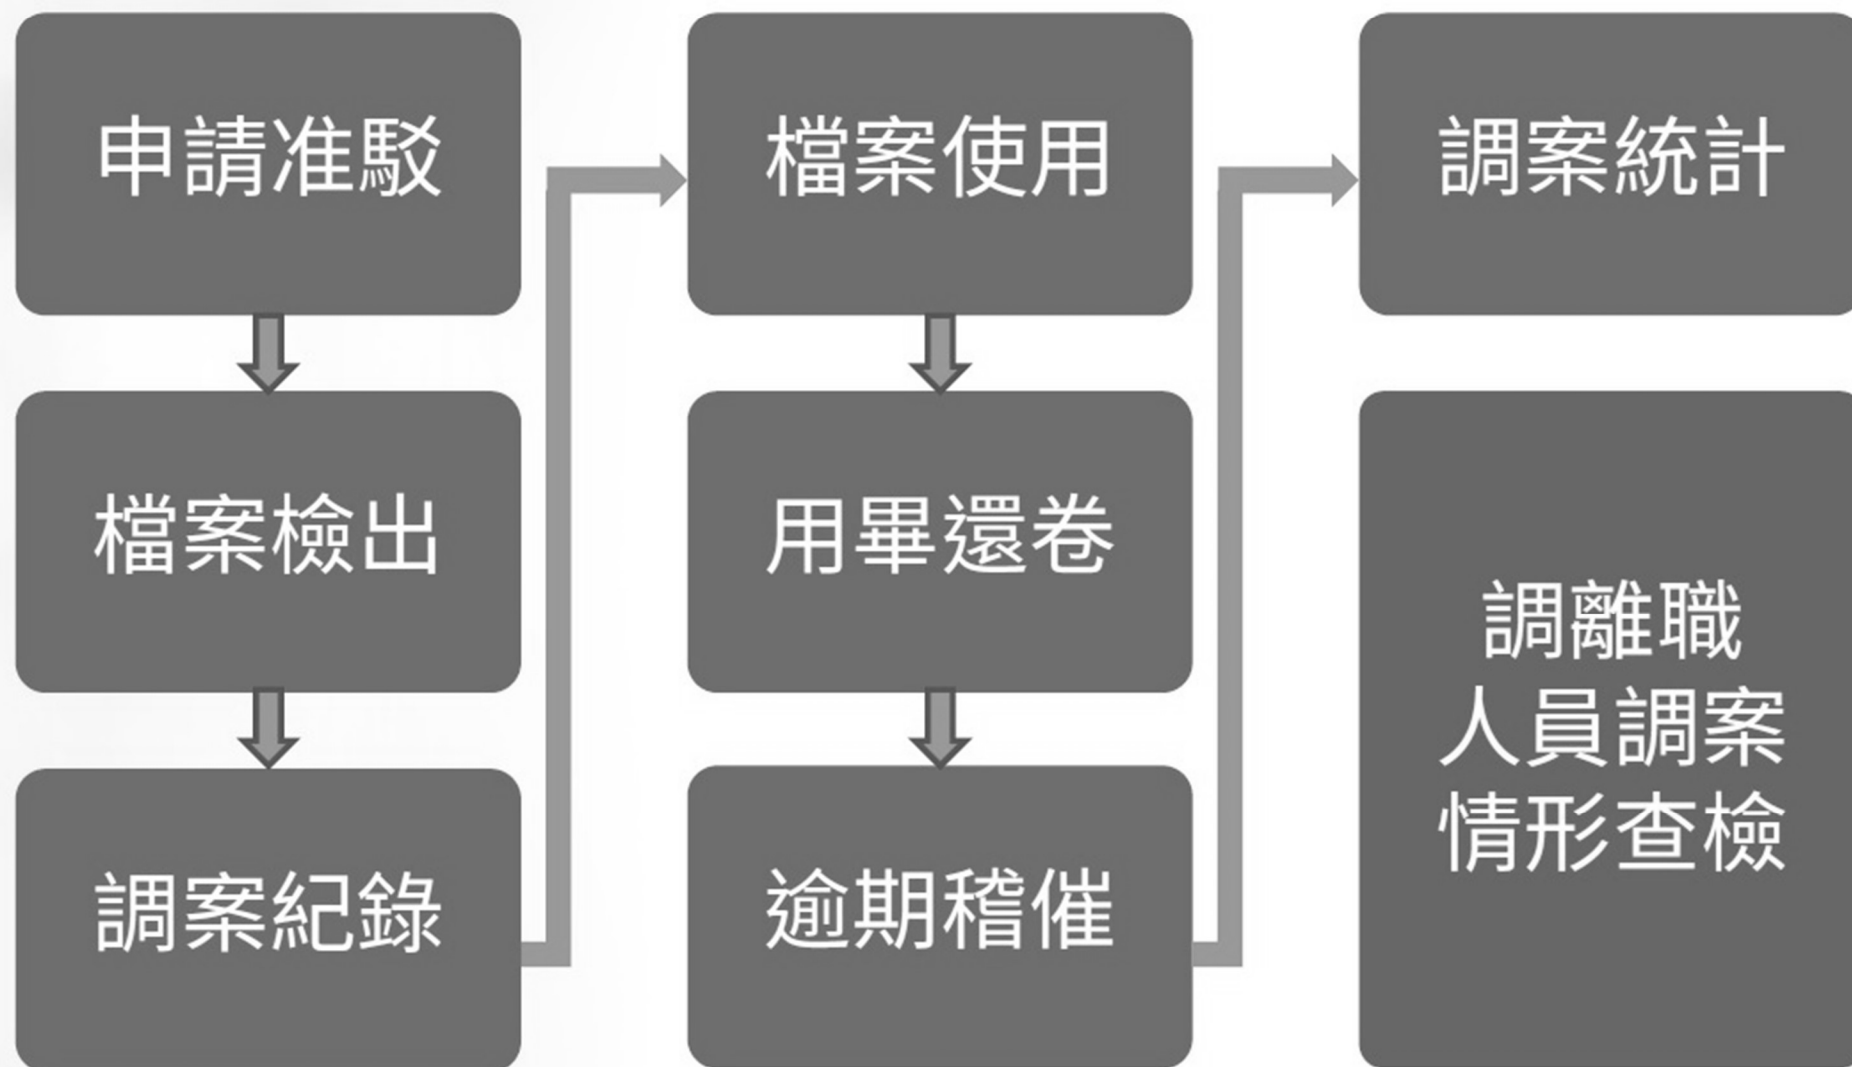 申請准駁
檔案檢出
調案紀錄
檔案使用
用畢還卷
逾期稽催
調案統計
調離職
人員調案
情形查檢